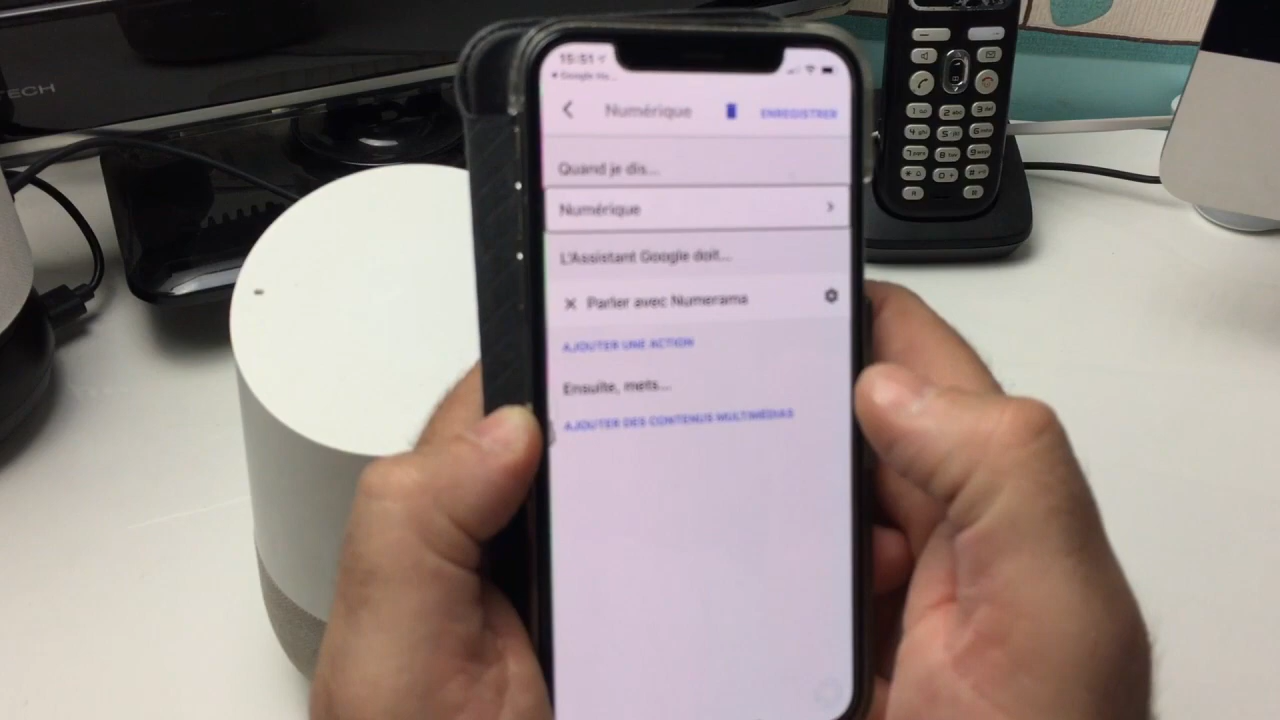 TECH
15:51
Google Ho...
Numérique
ENREGISTRER
Quand je dis...
Numérique
L'Assistant Google doit...
Parler avec Numerama
AJOUTER UNE ACTION
Ensuite, mets...
AJOUTER DES CONTENUS MULTIMÉDIAS